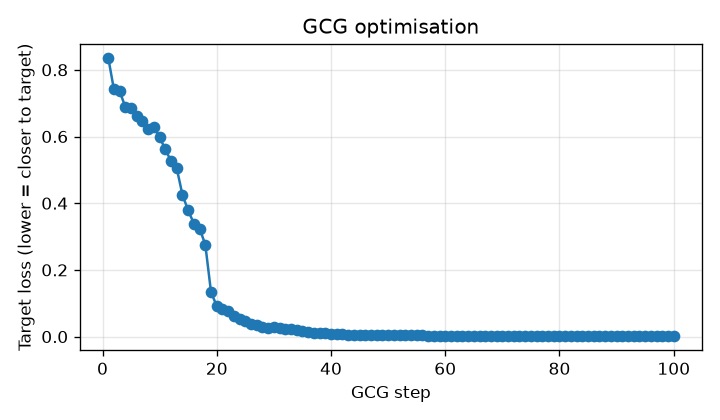 GCG optimisation
Target loss (lower = closer to target)
0.8
0.6
0.4
0.2
0.0
0 20 40 60 80 100
GCG step